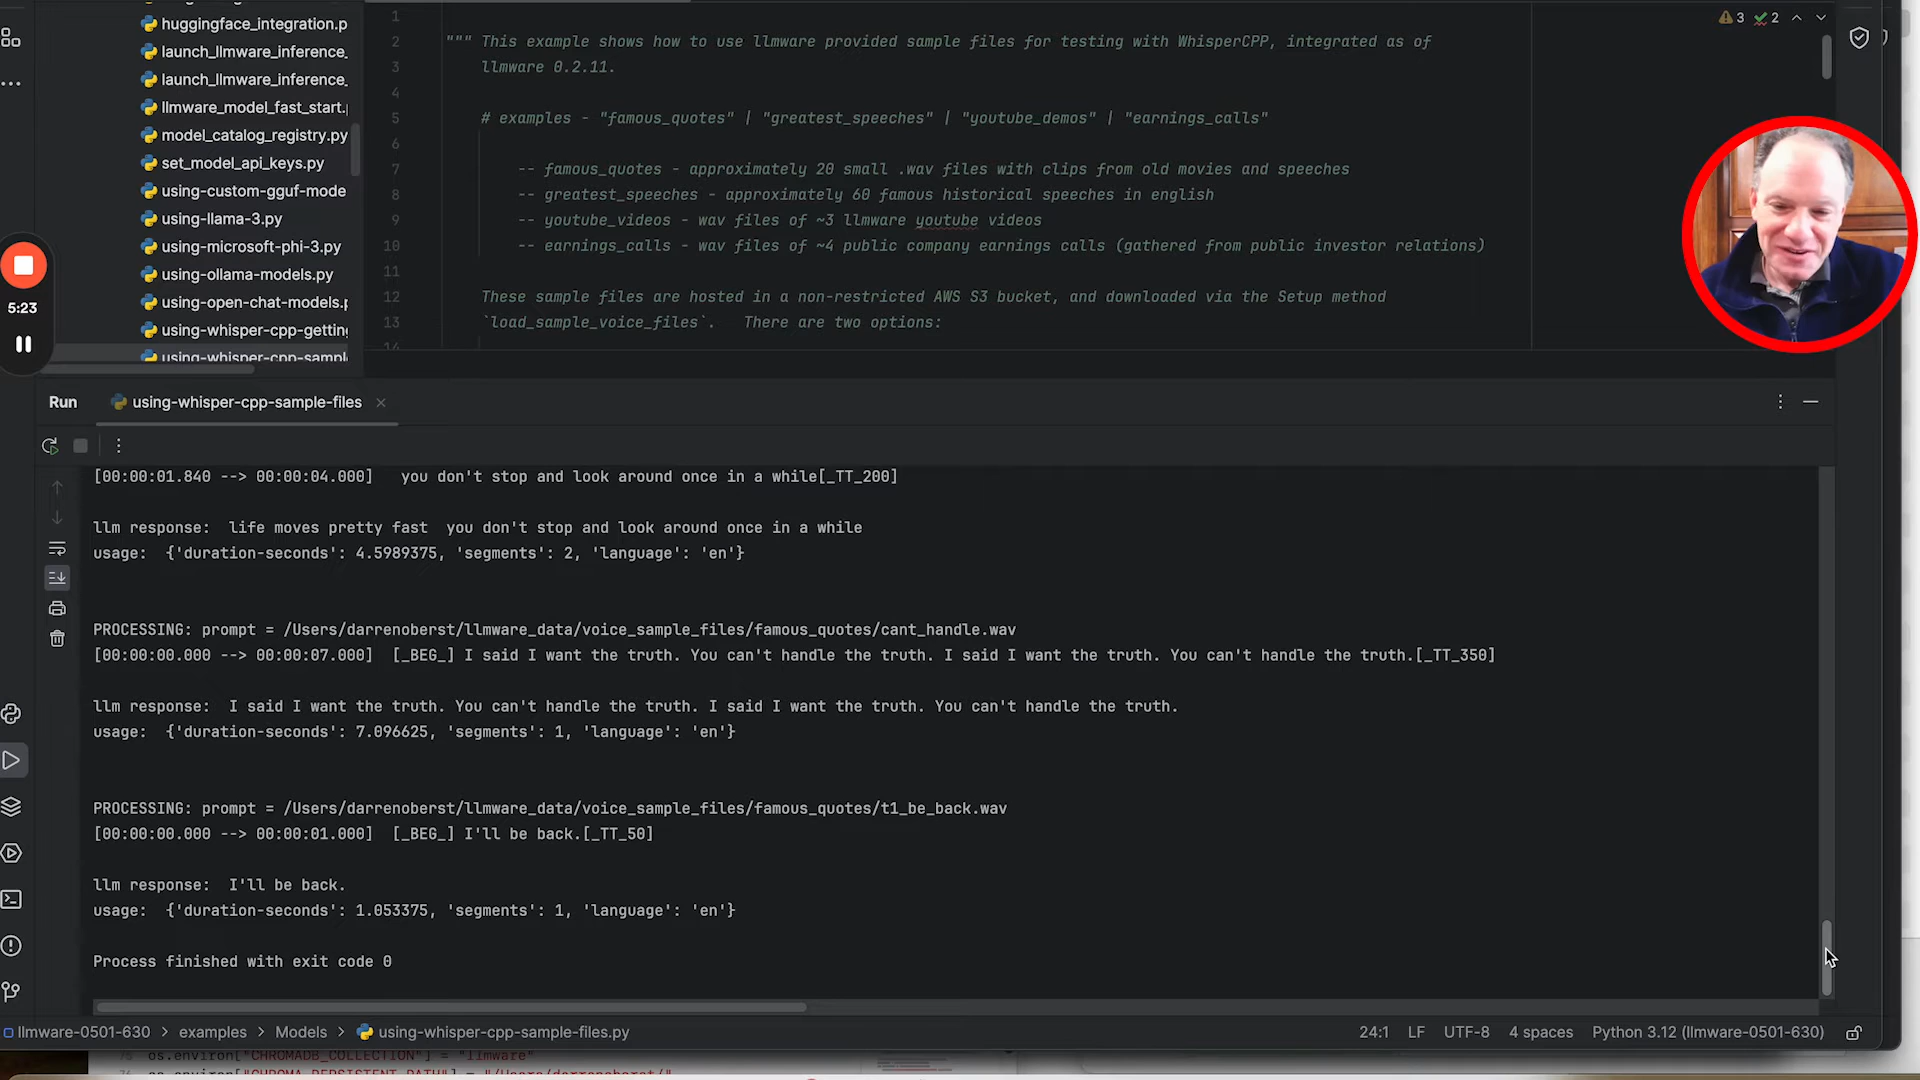 huggingface_integration.p
launch_llmware_inference_
launch_llmware_inference_
llmware_model_fast_start.
model_catalog_registry.py
set_model_api_keys.py
using-custom-gguf-mode
using-llama-3.py
using-microsoft-phi-3.py
using-ollama-models.py
using-open-chat-models.p
using-whisper-cpp-getting
using-whisper-cpp-sampl
5:23
1
2 """ This example shows how to use llmware provided sample files for testing with WhisperCPP, integrated as of
3 llmware 0.2.11.
4
5 # examples - "famous_quotes" | "greatest_speeches" | "youtube_demos" | "earnings_calls"
6
7 -- famous_quotes - approximately 20 small .wav files with clips from old movies and speeches
8 -- greatest_speeches - approximately 60 famous historical speeches in english
9 -- youtube_videos - wav files of ~3 llmware youtube videos
10 -- earnings_calls - wav files of ~4 public company earnings calls (gathered from public investor relations)
11
12 These sample files are hosted in a non-restricted AWS S3 bucket, and downloaded via the Setup method
13 `load_sample_voice_files`. There are two options:
14
3 2
Run using-whisper-cpp-sample-files
[00:00:01.840 --> 00:00:04.000] you don't stop and look around once in a while[_TT_200]
llm response: life moves pretty fast you don't stop and look around once in a while
usage: {'duration-seconds': 4.5989375, 'segments': 2, 'language': 'en'}
PROCESSING: prompt = /Users/darrenoberst/llmware_data/voice_sample_files/famous_quotes/cant_handle.wav
[00:00:00.000 --> 00:00:07.000] [_BEG_] I said I want the truth. You can't handle the truth. I said I want the truth. You can't handle the truth.[_TT_350]
llm response: I said I want the truth. You can't handle the truth. I said I want the truth. You can't handle the truth.
usage: {'duration-seconds': 7.096625, 'segments': 1, 'language': 'en'}
PROCESSING: prompt = /Users/darrenoberst/llmware_data/voice_sample_files/famous_quotes/t1_be_back.wav
[00:00:00.000 --> 00:00:01.000] [_BEG_] I'll be back.[_TT_50]
llm response: I'll be back.
usage: {'duration-seconds': 1.053375, 'segments': 1, 'language': 'en'}
Process finished with exit code 0
llmware-0501-630 > examples > Models > using-whisper-cpp-sample-files.py
24:1 LF UTF-8 4 spaces Python 3.12 (llmware-0501-630)
os.environ["CHROMADB_COLLECTION"] = "llmware"